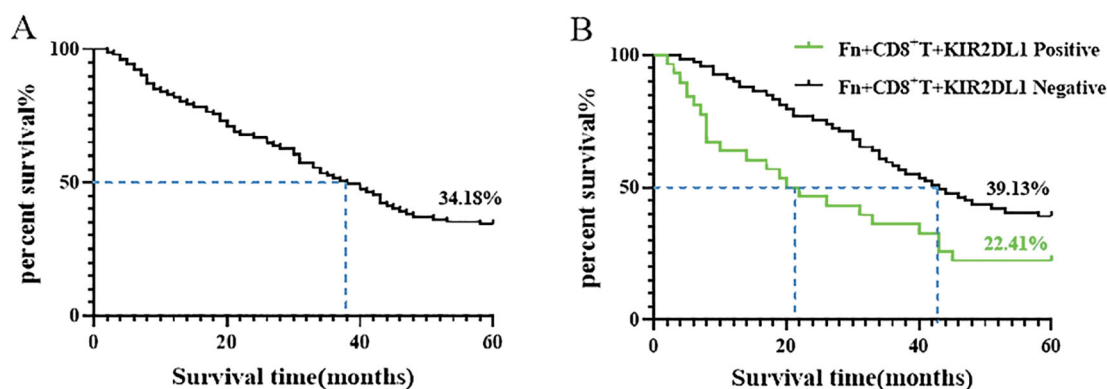 A
percent survival%
100
50
0
34.18%
0
20
40
60
Survival time(months)
B
percent survival%
100
50
0
Fn+CD8⁺T+KIR2DL1 Positive
Fn+CD8⁺T+KIR2DL1 Negative
39.13%
22.41%
0
20
40
60
Survival time(months)